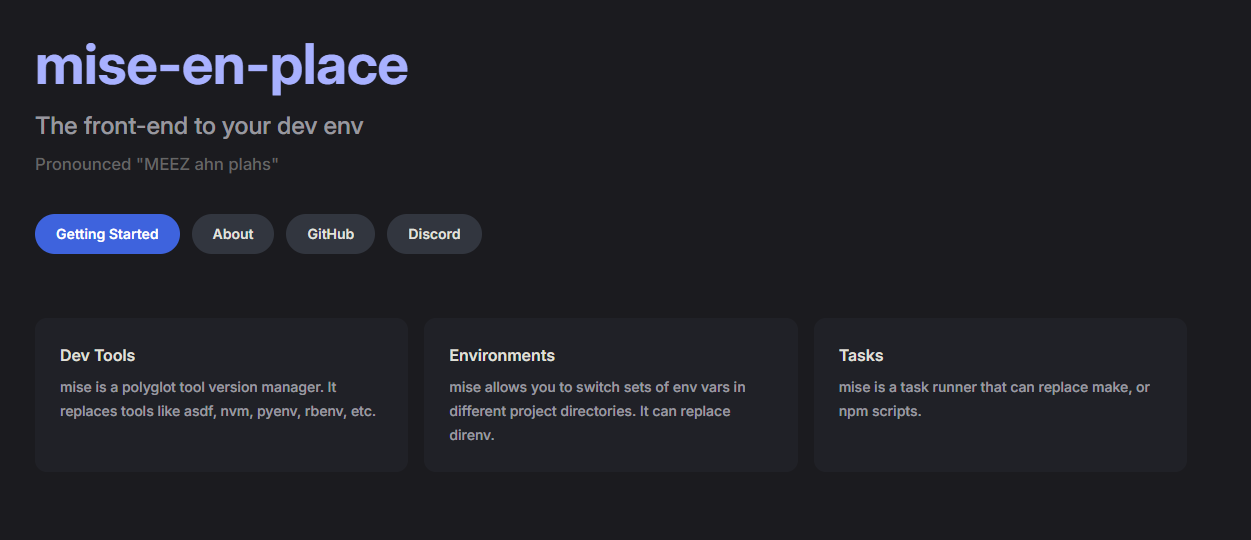 mise-en-place
The front-end to your dev env
Pronounced "MEEZ ahn plahs"
Getting Started
About
GitHub
Discord
Dev Tools
mise is a polyglot tool version manager. It
replaces tools like asdf, nvm, pyenv, rbenv, etc.
Environments
mise allows you to switch sets of env vars in
different project directories. It can replace
direnv.
Tasks
mise is a task runner that can replace make, or
npm scripts.